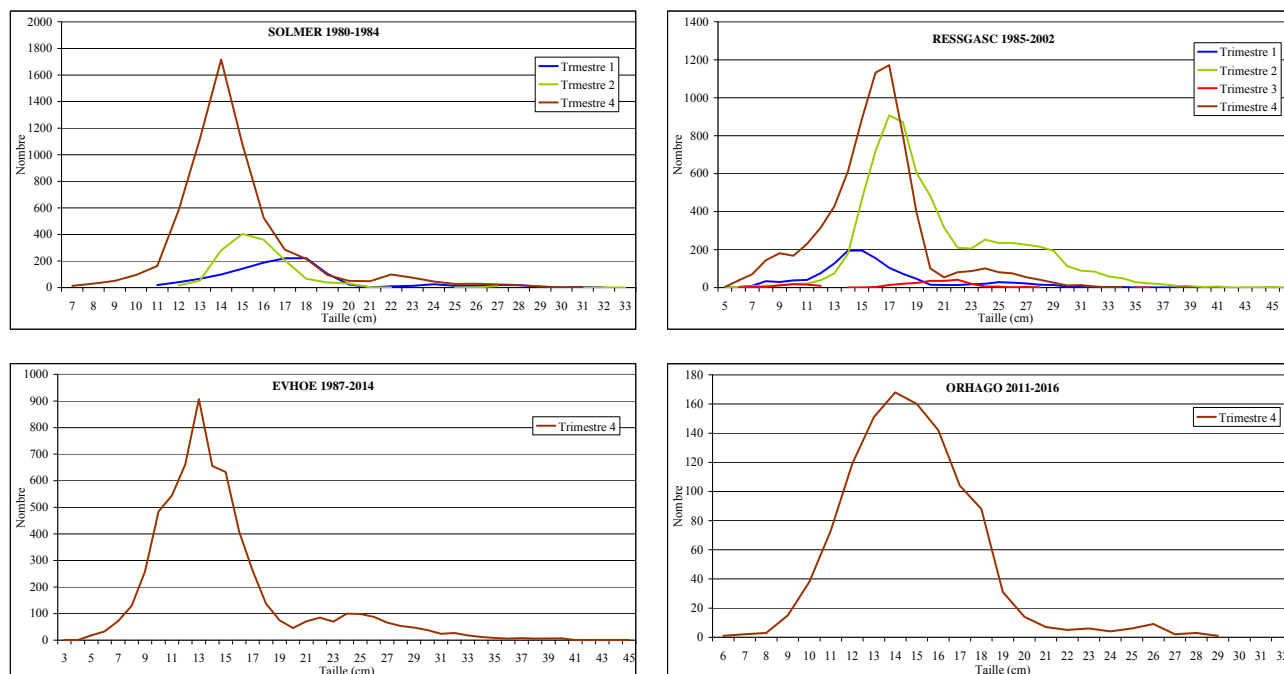 SOLMER 1980-1984
2000
1800
1600
1400
1200
1000
800
600
400
200
0
Nombre
7 8 9 10 11 12 13 14 15 16 17 18 19 20 21 22 23 24 25 26 27 28 29 30 31 32 33
Taille (cm)
Trmestre 1
Trmestre 2
Trmestre 4
RESSGASC 1985-2002
1400
1200
1000
800
600
400
200
0
Nombre
5 7 9 11 13 15 17 19 21 23 25 27 29 31 33 35 37 39 41 43 45
Taille (cm)
Trimestre 1
Trimestre 2
Trimestre 3
Trimestre 4
EVHOE 1987-2014
1000
900
800
700
600
500
400
300
200
100
0
Nombre
3 5 7 9 11 13 15 17 19 21 23 25 27 29 31 33 35 37 39 41 43 45
Taille (cm)
Trimestre 4
ORHAGO 2011-2016
180
160
140
120
100
80
60
40
20
0
Nombre
6 7 8 9 10 11 12 13 14 15 16 17 18 19 20 21 22 23 24 25 26 27 28 29 30 31 32
Taille (cm)
Trimestre 4